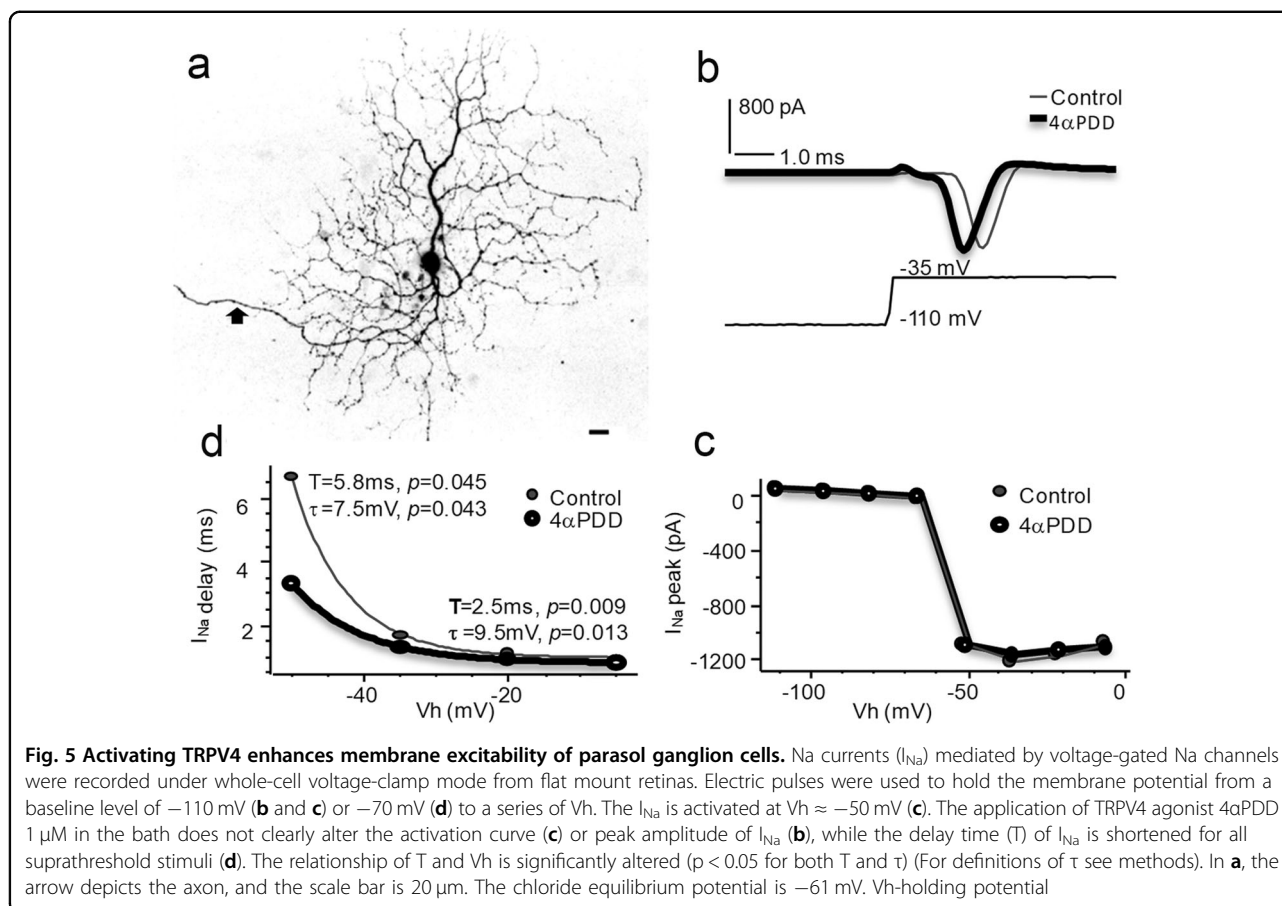 a
b
800 pA
1.0 ms
Control
4αPDD
-35 mV
-110 mV
d
T=5.8ms, p=0.045
τ=7.5mV, p=0.043
Control
4αPDD
T=2.5ms, p=0.009
τ=9.5mV, p=0.013
INa delay (ms)
6
4
2
-40
-20
Vh (mV)
c
Control
4αPDD
INa peak (pA)
0
-400
-800
-1200
-100
-50
0
Vh (mV)
Fig. 5 Activating TRPV4 enhances membrane excitability of parasol ganglion cells. Na currents (INa) mediated by voltage-gated Na channels
were recorded under whole-cell voltage-clamp mode from flat mount retinas. Electric pulses were used to hold the membrane potential from a
baseline level of −110 mV (b and c) or −70 mV (d) to a series of Vh. The INa is activated at Vh ≈ −50 mV (c). The application of TRPV4 agonist 4αPDD
1 μM in the bath does not clearly alter the activation curve (c) or peak amplitude of INa (b), while the delay time (T) of INa is shortened for all
suprathreshold stimuli (d). The relationship of T and Vh is significantly altered (p < 0.05 for both T and τ) (For definitions of τ see methods). In a, the
arrow depicts the axon, and the scale bar is 20 μm. The chloride equilibrium potential is −61 mV. Vh-holding potential